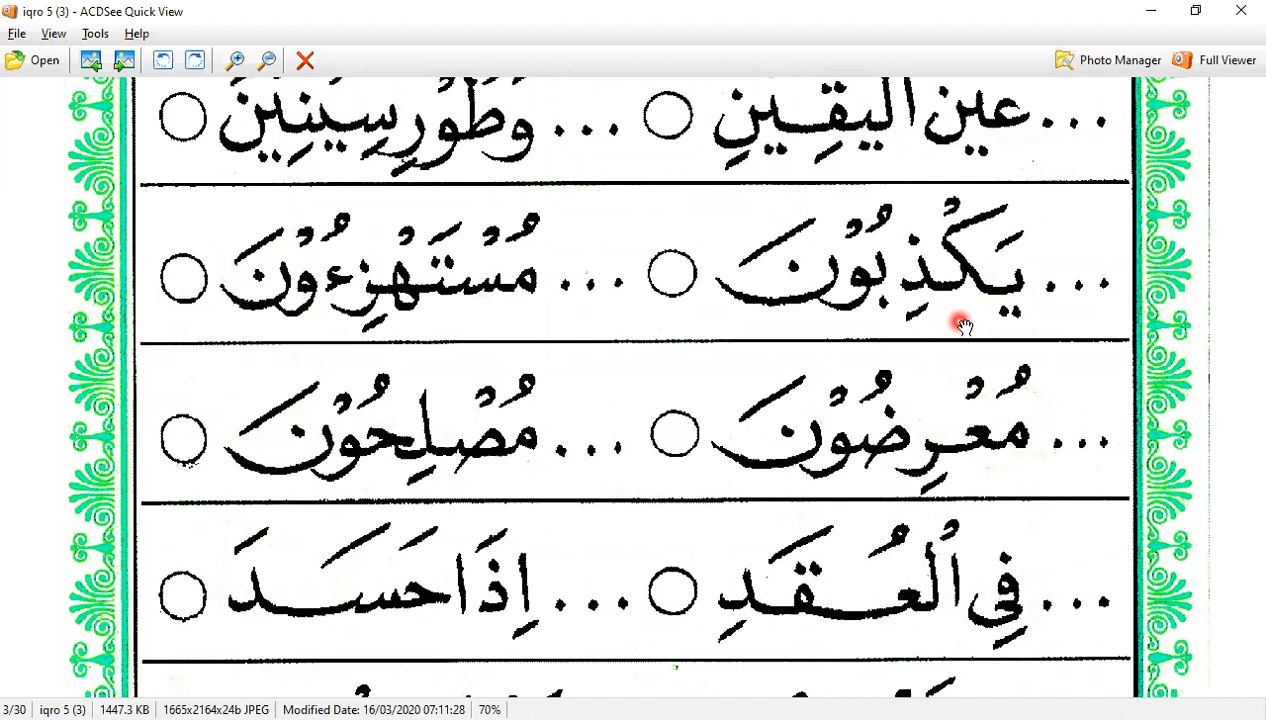 iqro 5 (3) - ACDSee Quick View
File View Tools Help
Open Photo Manager Full Viewer
... عَيْنَ الْيَقِيْنِ ○ ... وَطُوْرِ سِيْنِيْنَ ○
... يَكْذِبُوْنَ ○ ... مُسْتَهْزِءُوْنَ ○
... مُعْرِضُوْنَ ○ ... مُصْلِحُوْنَ ○
... فِى الْعُقَدِ ○ ... اِذَا حَسَدَ ○
3/30 iqro 5 (3) 1447.3 KB 1665x2164x24b JPEG Modified Date: 16/03/2020 07:11:28 70%